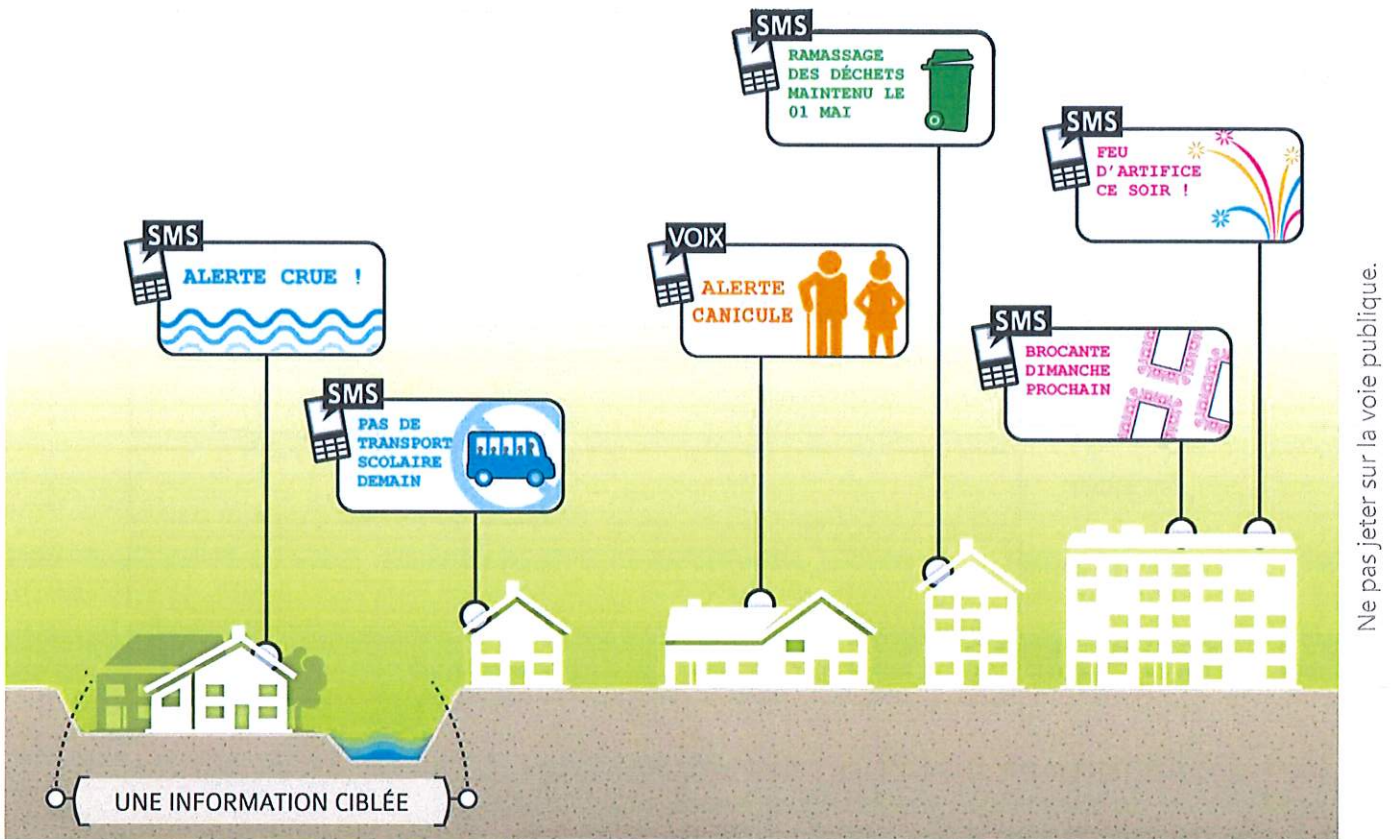 SMS
RAMASSAGE
DES DÉCHETS
MAINTENU LE
01 MAI
SMS
FEU
D'ARTIFICE
CE SOIR !
SMS
ALERTE CRUE !
VOIX
ALERTE
CANICULE
SMS
BROCANTE
DIMANCHE
PROCHAIN
SMS
PAS DE
TRANSPORT
SCOLAIRE
DEMAIN
UNE INFORMATION CIBLÉE
Ne pas jeter sur la voie publique.